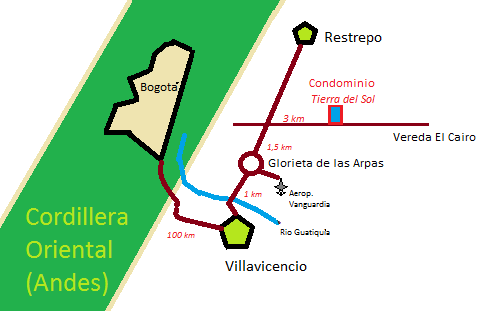 Restrepo
Bogotá
Condominio
Tierra del Sol
3 km
Vereda El Cairo
1,5 km
Glorieta de las Arpas
1 km
Aerop.
Vanguardia
Cordillera
Oriental
(Andes)
100 km
Rio Guatiquia
Villavicencio